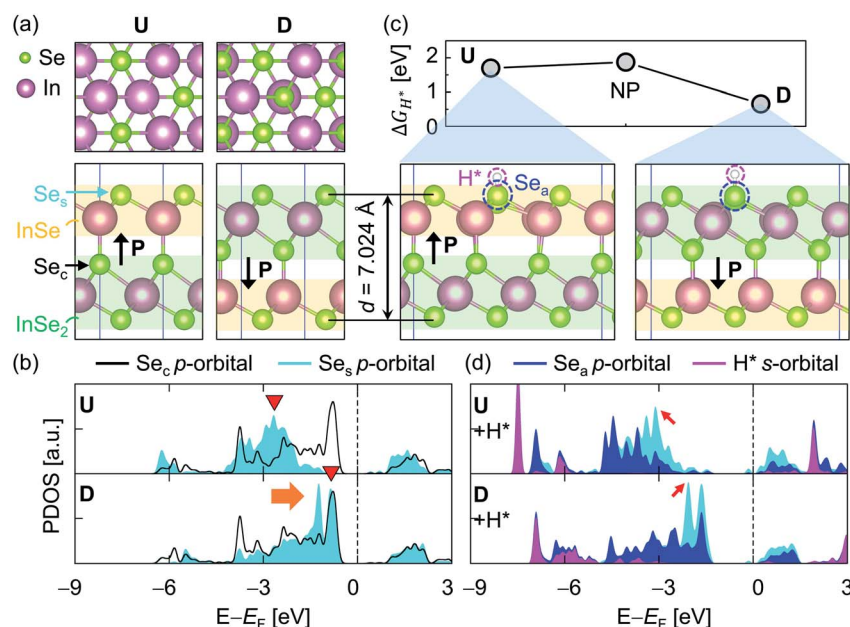 (a) U D
Se
In
Se_s
InSe
Se_c
InSe_2
P
P
d = 7.024 Å
(c)
ΔG_H* [eV]
2
1
0
U
NP
D
H*
Se_a
P
P
(b) — Se_c p-orbital — Se_s p-orbital
U
D
PDOS [a.u.]
−9 −6 −3 0 3
E−E_F [eV]
(d) — Se_a p-orbital — H* s-orbital
U
+H*
D
+H*
−9 −6 −3 0 3
E−E_F [eV]